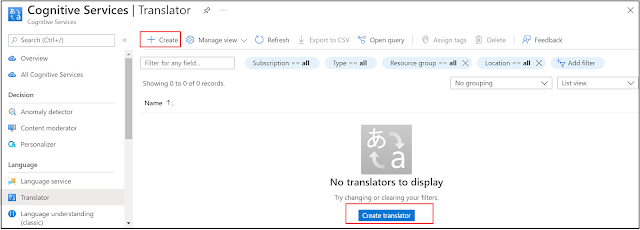 Cognitive Services | Translator
Cognitive Services
Search (Ctrl+/)
Overview
All Cognitive Services
Decision
Anomaly detector
Content moderator
Personalizer
Language
Language service
Translator
Language understanding
(classic)
+ Create
Manage view
Refresh
Export to CSV
Open query
Assign tags
Delete
Feedback
Filter for any field...
Subscription == all
Type == all
Resource group == all
Location == all
Add filter
Showing 0 to 0 of 0 records.
No grouping
List view
Name ↑↓
あ
a
No translators to display
Try changing or clearing your filters.
Create translator